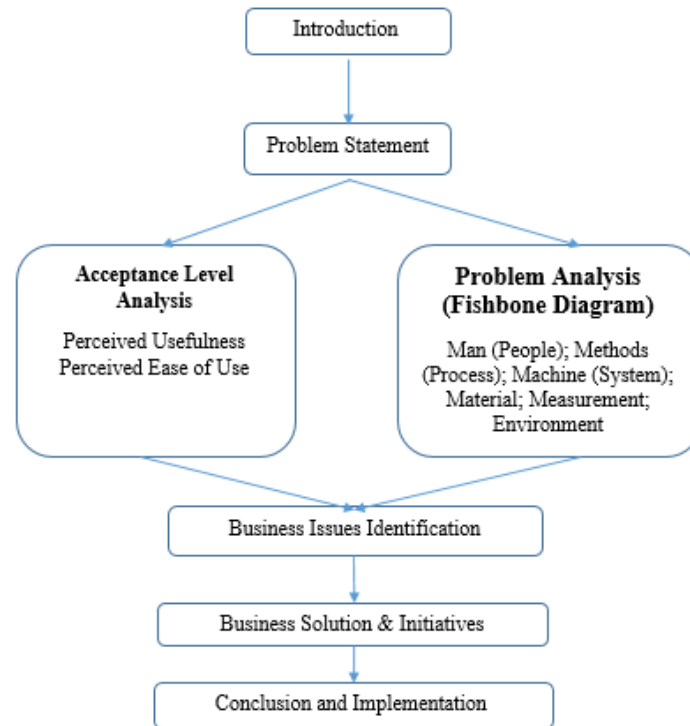 Introduction
Problem Statement
Acceptance Level
Analysis
Perceived Usefulness
Perceived Ease of Use
Problem Analysis
(Fishbone Diagram)
Man (People); Methods
(Process); Machine (System);
Material; Measurement;
Environment
Business Issues Identification
Business Solution & Initiatives
Conclusion and Implementation